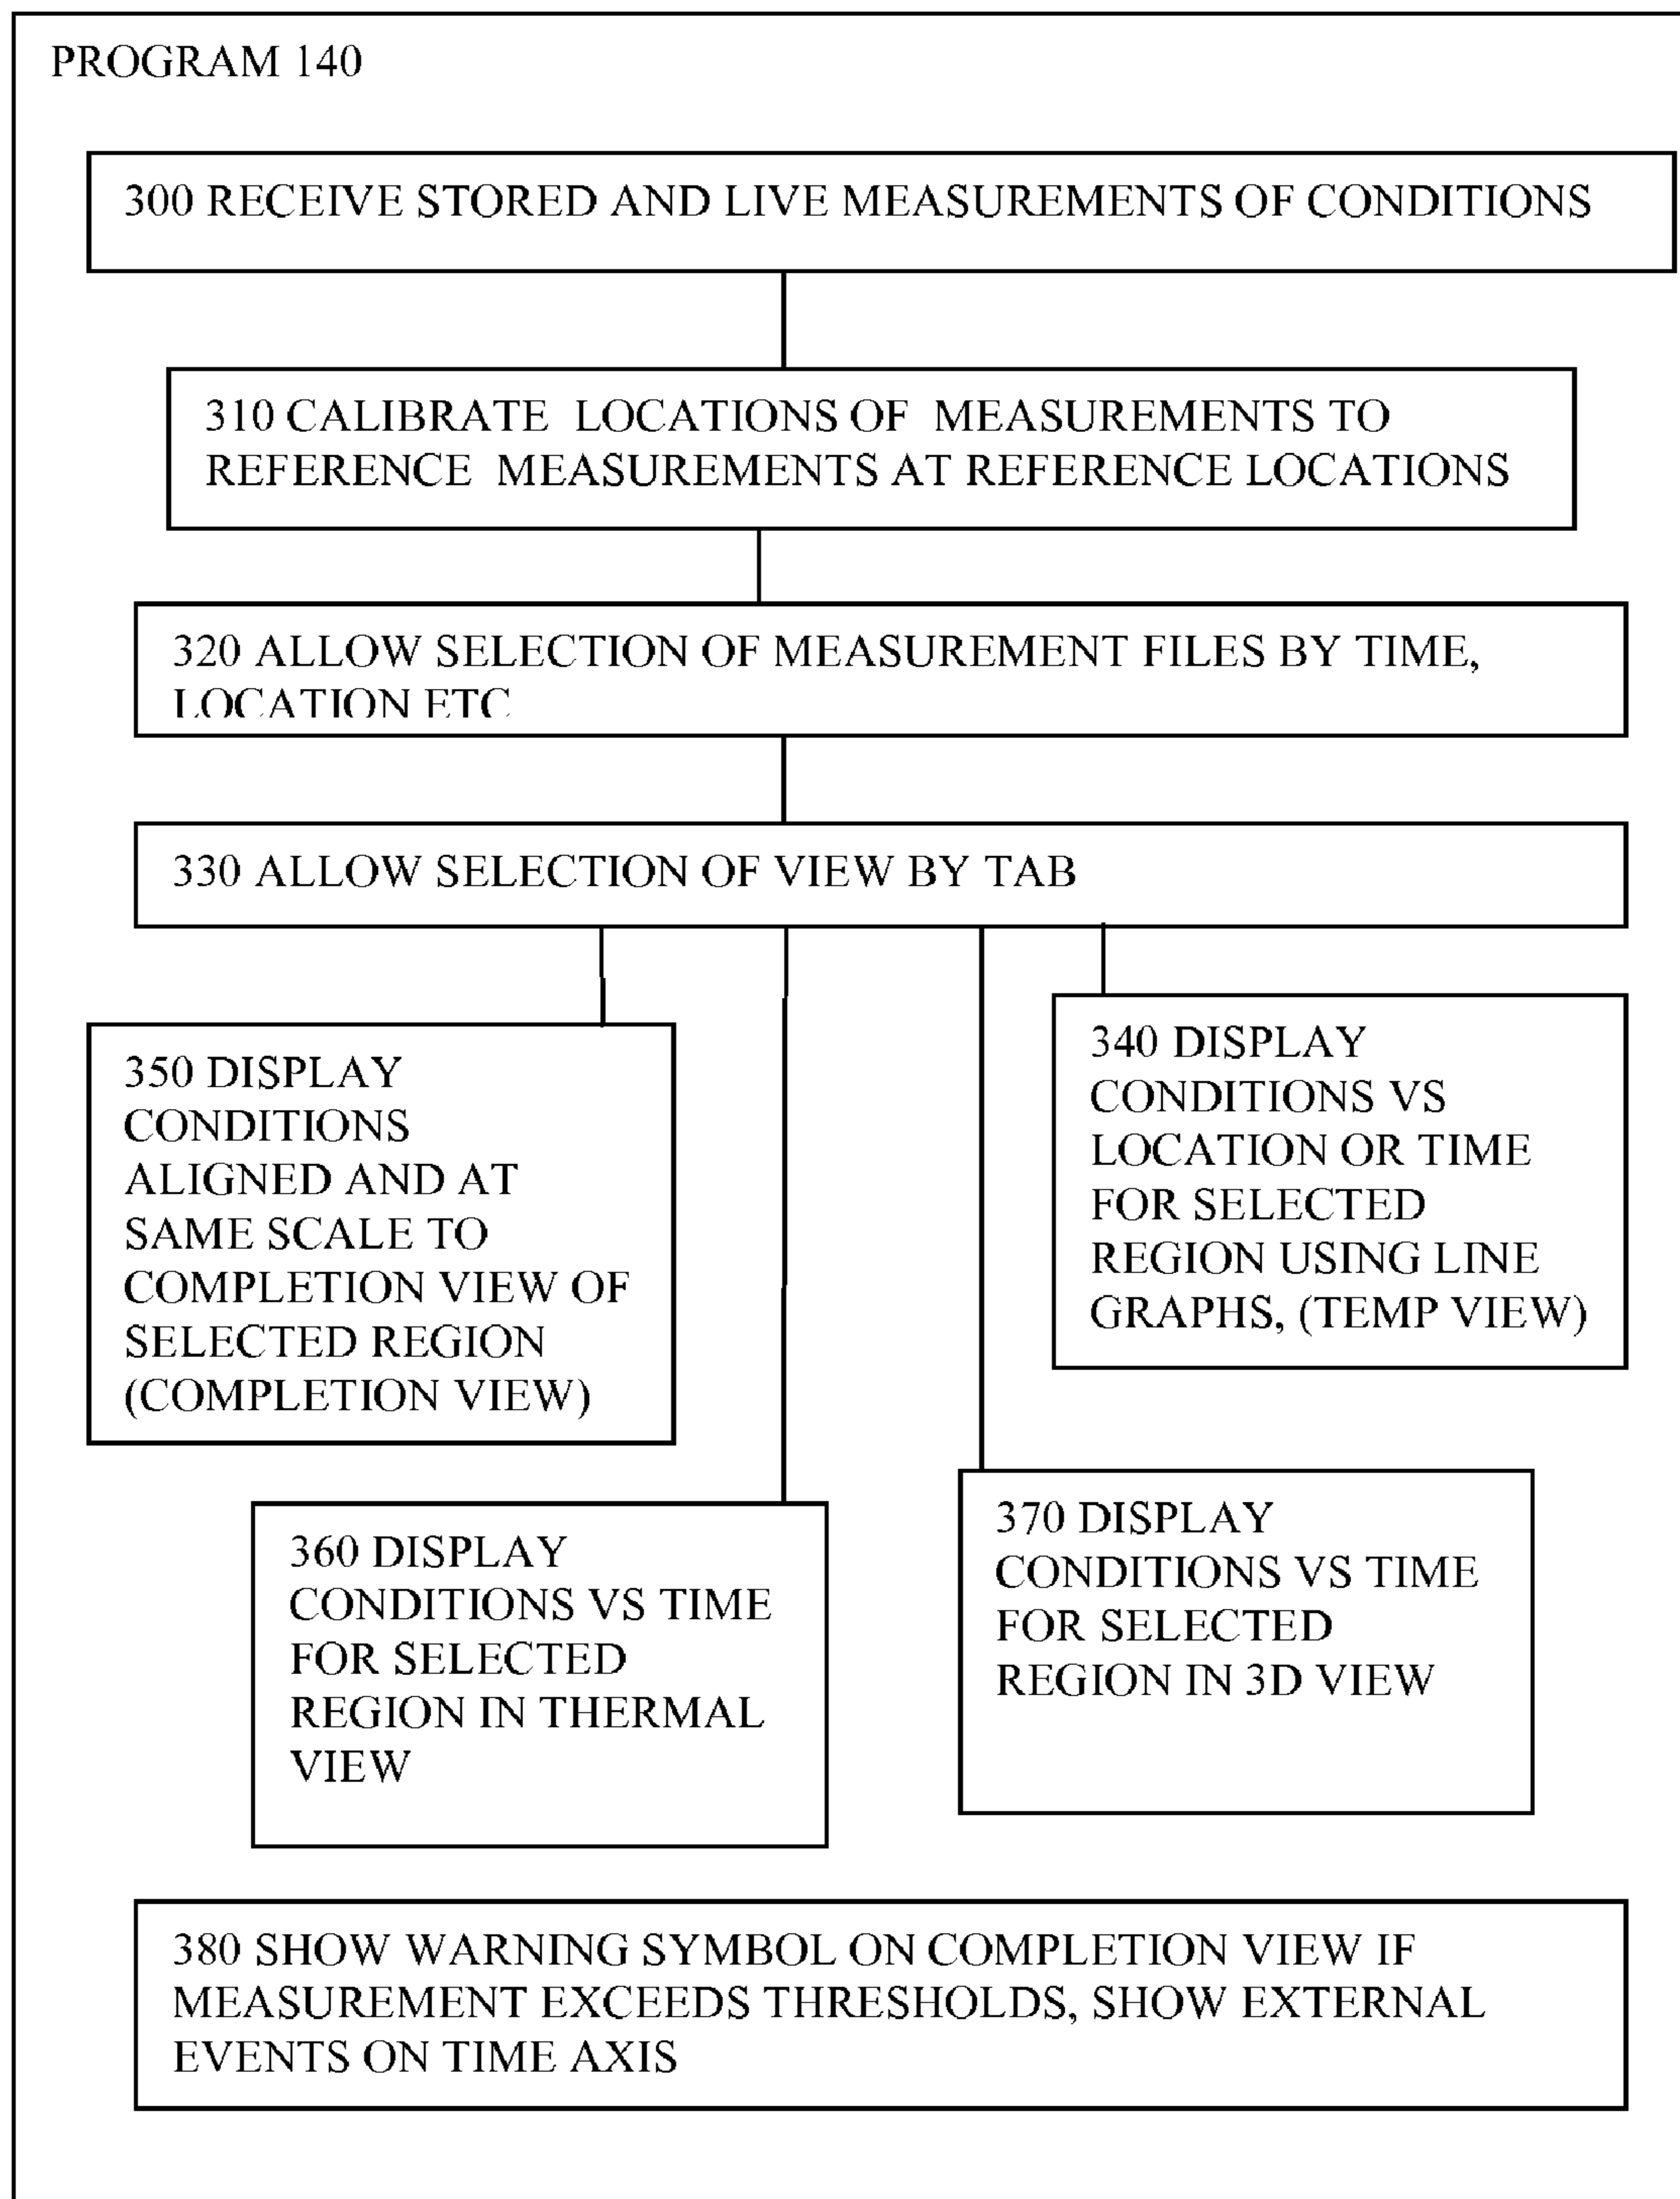 PROGRAM 140
300 RECEIVE STORED AND LIVE MEASUREMENTS OF CONDITIONS
310 CALIBRATE LOCATIONS OF MEASUREMENTS TO
REFERENCE MEASUREMENTS AT REFERENCE LOCATIONS
320 ALLOW SELECTION OF MEASUREMENT FILES BY TIME,
LOCATION ETC
330 ALLOW SELECTION OF VIEW BY TAB
350 DISPLAY
CONDITIONS
ALIGNED AND AT
SAME SCALE TO
COMPLETION VIEW OF
SELECTED REGION
(COMPLETION VIEW)
340 DISPLAY
CONDITIONS VS
LOCATION OR TIME
FOR SELECTED
REGION USING LINE
GRAPHS, (TEMP VIEW)
360 DISPLAY
CONDITIONS VS TIME
FOR SELECTED
REGION IN THERMAL
VIEW
370 DISPLAY
CONDITIONS VS TIME
FOR SELECTED
REGION IN 3D VIEW
380 SHOW WARNING SYMBOL ON COMPLETION VIEW IF
MEASUREMENT EXCEEDS THRESHOLDS, SHOW EXTERNAL
EVENTS ON TIME AXIS